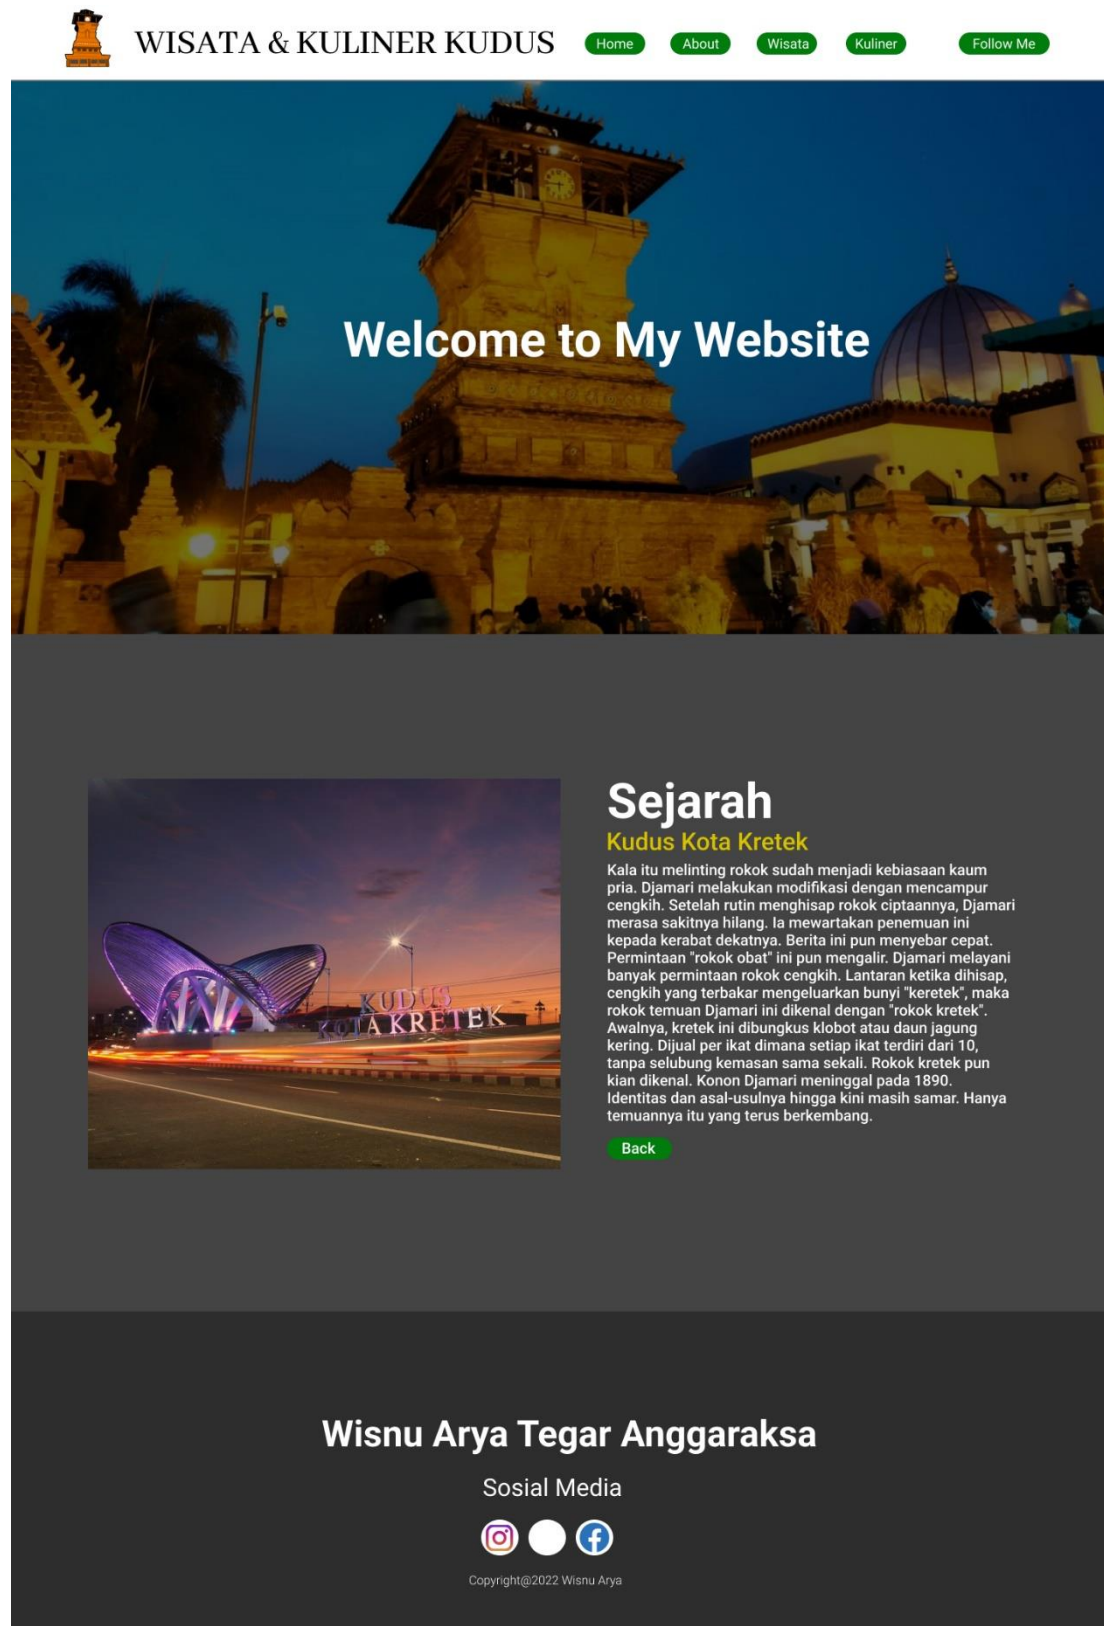 WISATA & KULINER KUDUS
Home
About
Wisata
Kuliner
Follow Me
Welcome to My Website
KUDUS
KOTA KRETEK
Sejarah
Kudus Kota Kretek
Kala itu melinting rokok sudah menjadi kebiasaan kaum
pria. Djamari melakukan modifikasi dengan mencampur
cengkih. Setelah rutin menghisap rokok ciptaannya, Djamari
merasa sakitnya hilang. Ia mewartakan penemuan ini
kepada kerabat dekatnya. Berita ini pun menyebar cepat.
Permintaan "rokok obat" ini pun mengalir. Djamari melayani
banyak permintaan rokok cengkih. Lantaran ketika dihisap,
cengkih yang terbakar mengeluarkan bunyi "keretek", maka
rokok temuan Djamari ini dikenal dengan "rokok kretek".
Awalnya, kretek ini dibungkus klobot atau daun jagung
kering. Dijual per ikat dimana setiap ikat terdiri dari 10,
tanpa selubung kemasan sama sekali. Rokok kretek pun
kian dikenal. Konon Djamari meninggal pada 1890.
Identitas dan asal-usulnya hingga kini masih samar. Hanya
temuannya itu yang terus berkembang.
Back
Wisnu Arya Tegar Anggaraksa
Sosial Media
Copyright@2022 Wisnu Arya